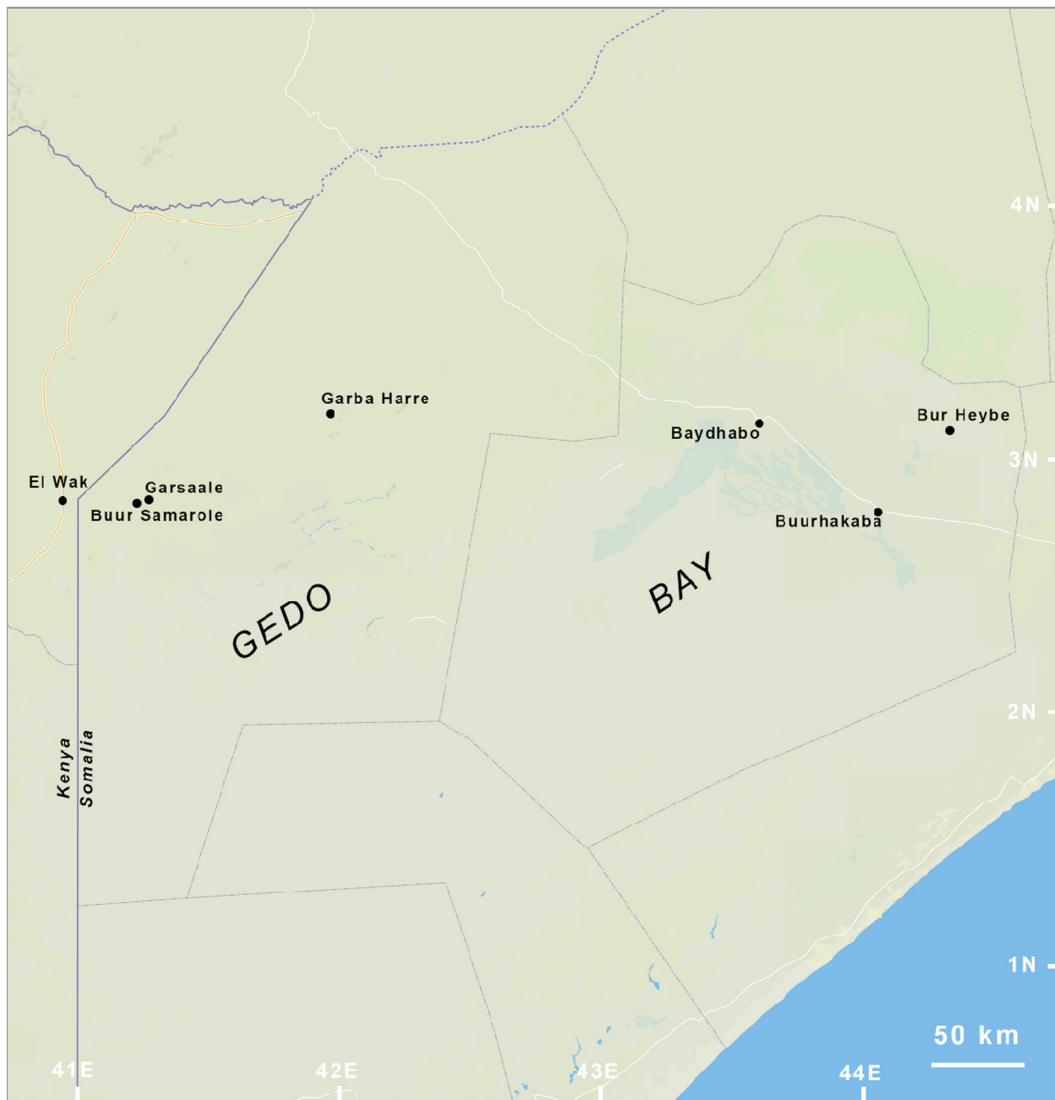 4N
Garba Harre
Bur Heybe
Baydhabo
3N
El Wak
Garsaale
Buur Samarole
Buurhakaba
GEDO
BAY
2N
Kenya
Somalia
1N
50 km
41E
42E
43E
44E